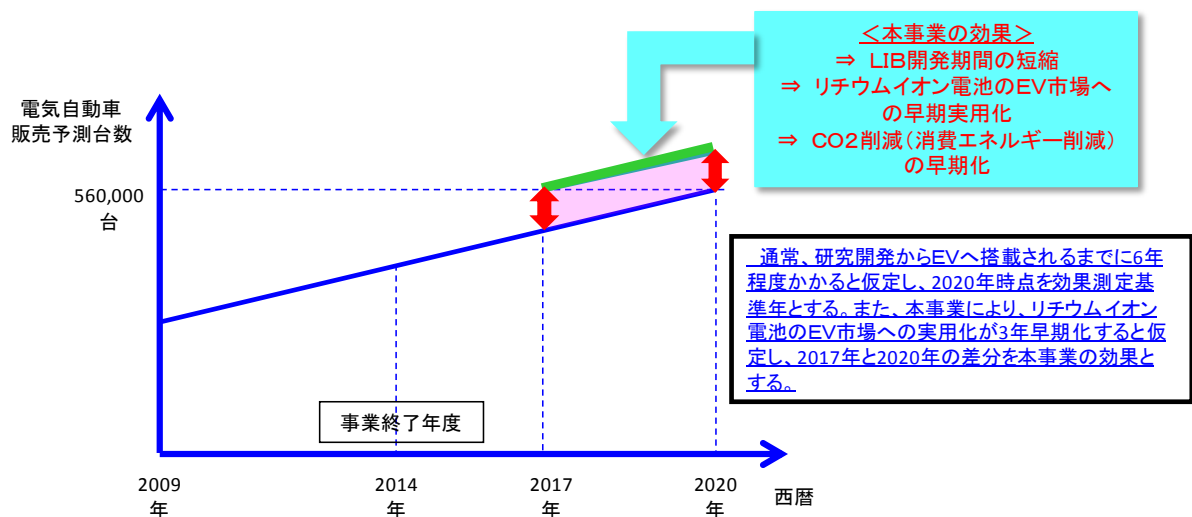 ＜本事業の効果＞
⇒ LIB開発期間の短縮
⇒ リチウムイオン電池のEV市場へ
の早期実用化
⇒ CO2削減（消費エネルギー削減）
の早期化
電気自動車
販売予測台数
560,000
台
通常、研究開発からEVへ搭載されるまでに6年
程度かかると仮定し、2020年時点を効果測定基
準年とする。また、本事業により、リチウムイオン
電池のEV市場への実用化が3年早期化すると仮
定し、2017年と2020年の差分を本事業の効果と
する。
事業終了年度
2009
年
2014
年
2017
年
2020
年
西暦